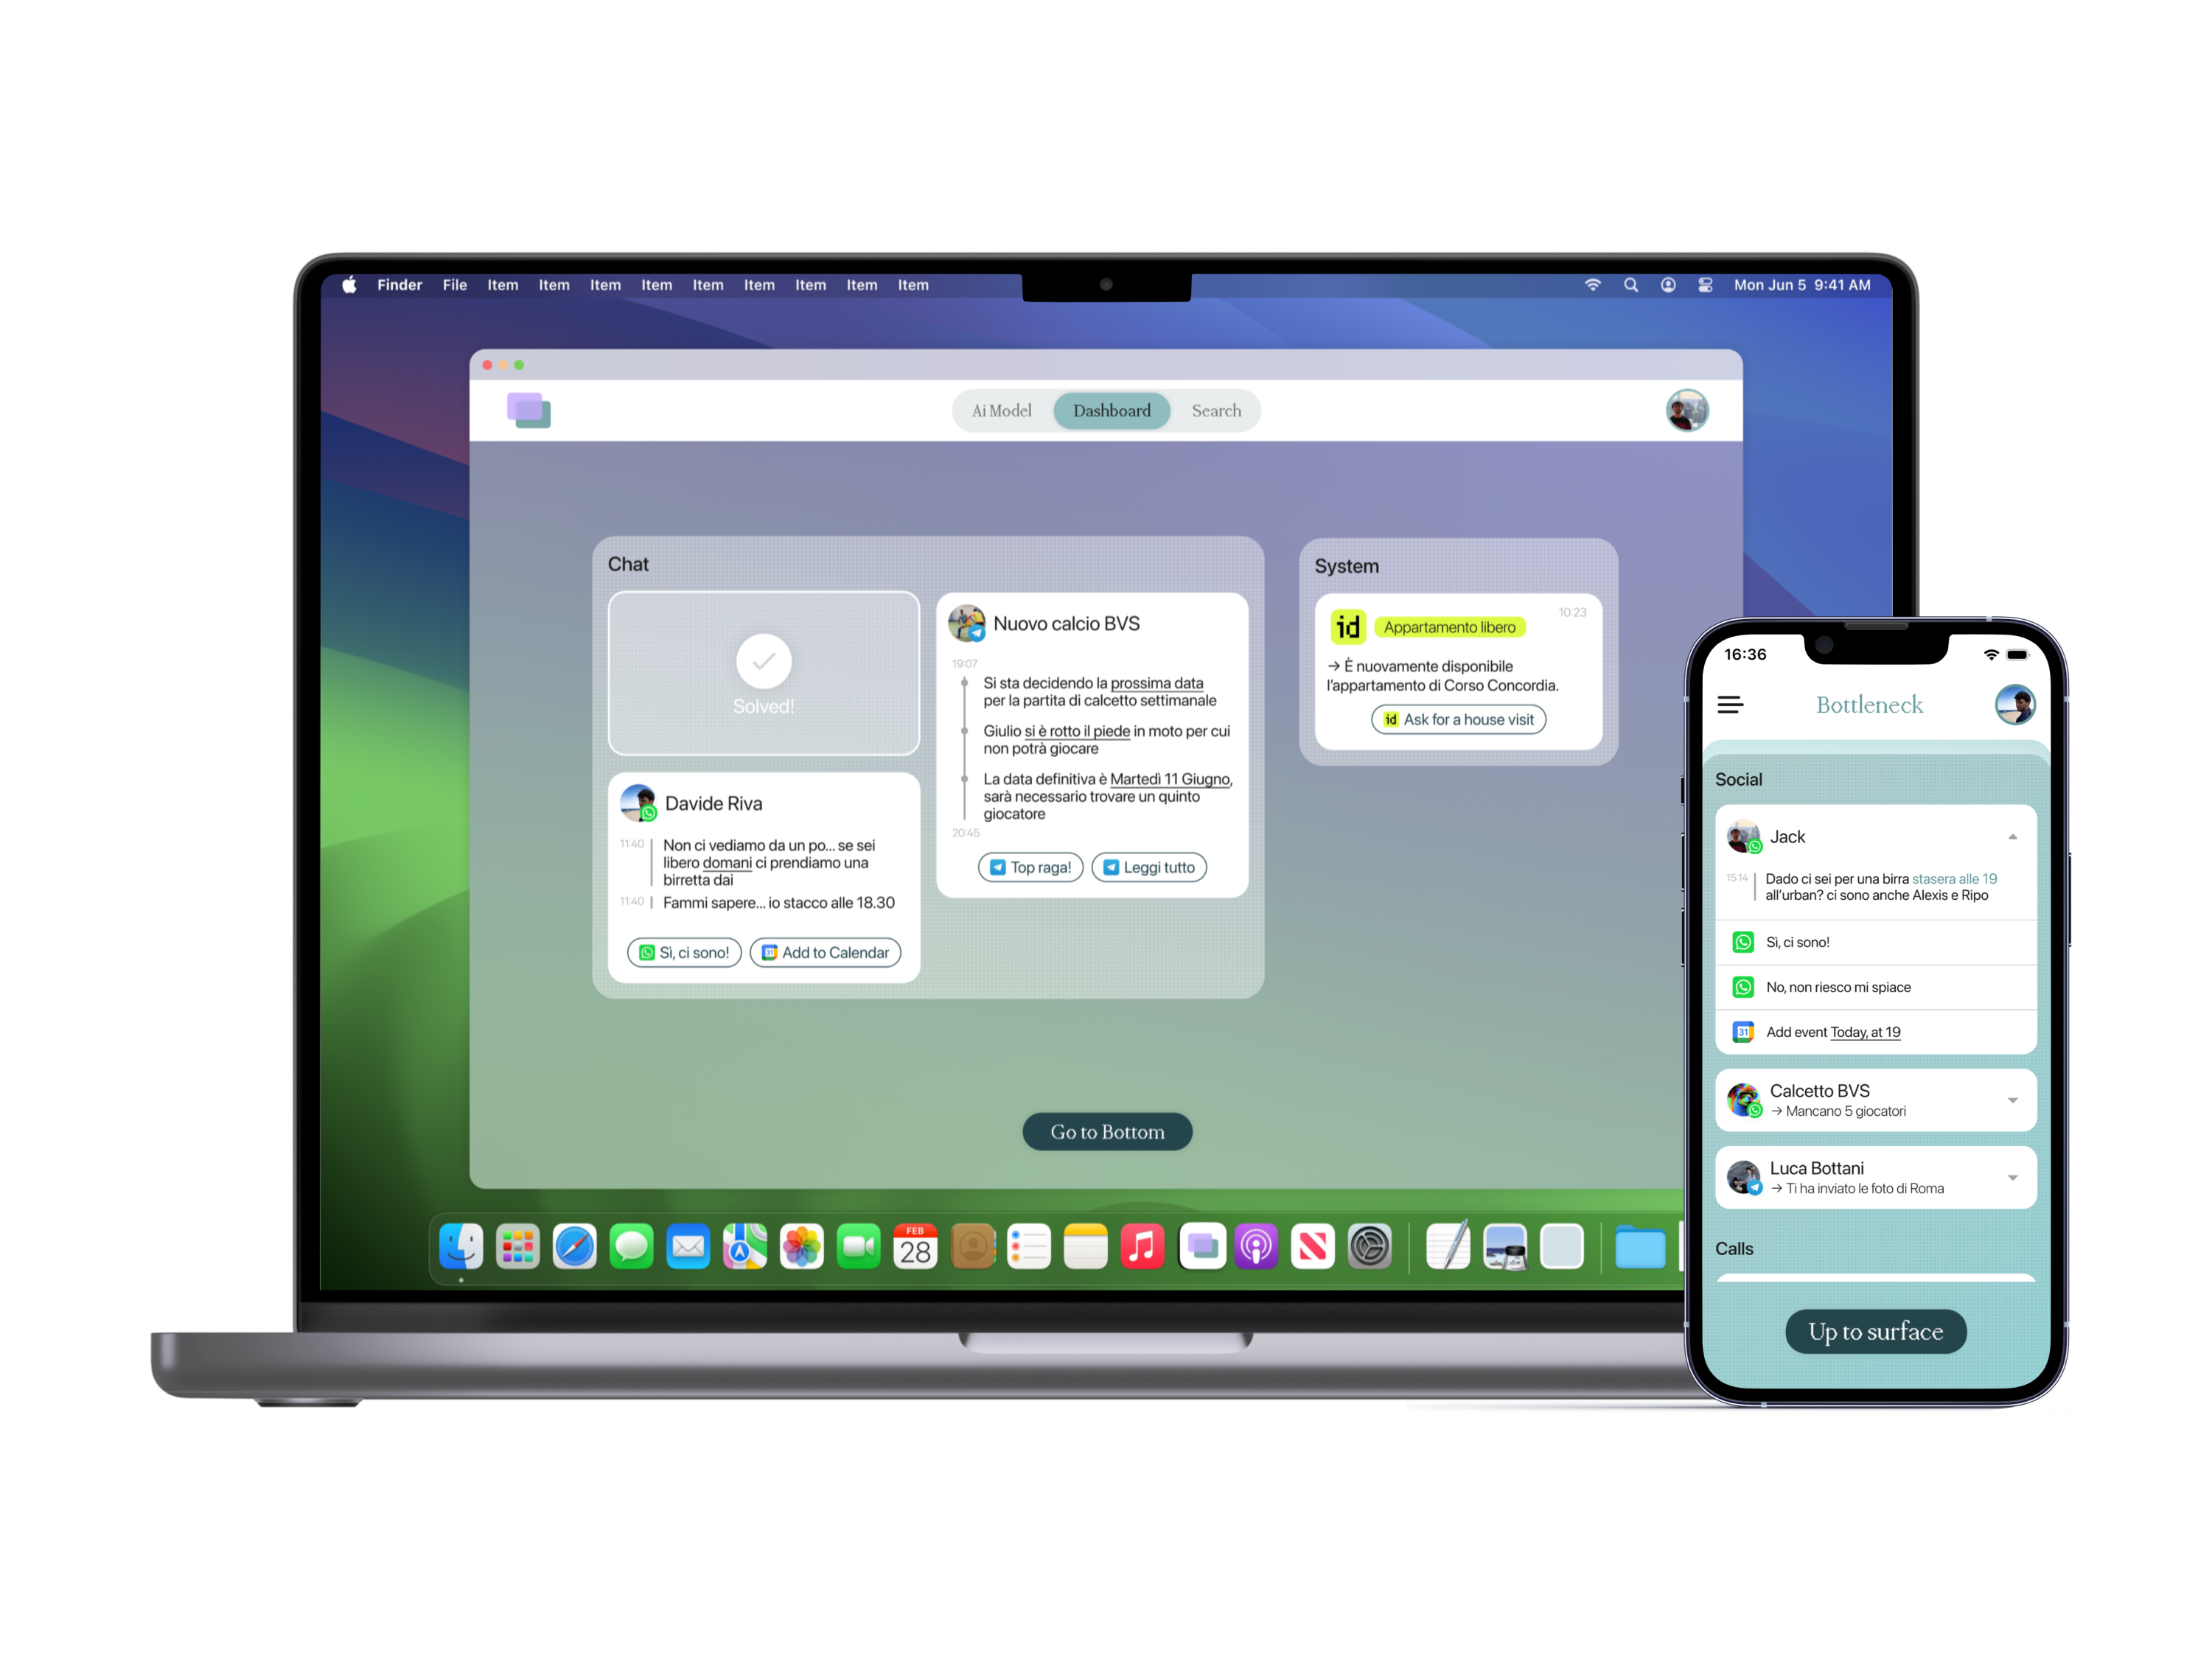 Finder File Item Item Item Item Item Item Item Item Item
Mon Jun 5 9:41 AM
Ai Model Dashboard Search
Chat
Solved!
Davide Riva
11:40
Non ci vediamo da un po... se sei
libero domani ci prendiamo una
birretta dai
11:40
Fammi sapere... io stacco alle 18.30
Sì, ci sono!
31 Add to Calendar
Nuovo calcio BVS
19:07
Si sta decidendo la prossima data
per la partita di calcetto settimanale
Giulio si è rotto il piede in moto per cui
non potrà giocare
La data definitiva è Martedì 11 Giugno,
sarà necessario trovare un quinto
giocatore
20:45
Top raga!
Leggi tutto
System
10:23
id Appartamento libero
→ È nuovamente disponibile
l'appartamento di Corso Concordia.
id Ask for a house visit
Go to Bottom
FEB
28
16:36
Bottleneck
Social
Jack
15:14
Dado ci sei per una birra stasera alle 19
all'urban? ci sono anche Alexis e Ripo
Sì, ci sono!
No, non riesco mi spiace
31 Add event Today, at 19
Calcetto BVS
→ Mancano 5 giocatori
Luca Bottani
→ Ti ha inviato le foto di Roma
Calls
Up to surface